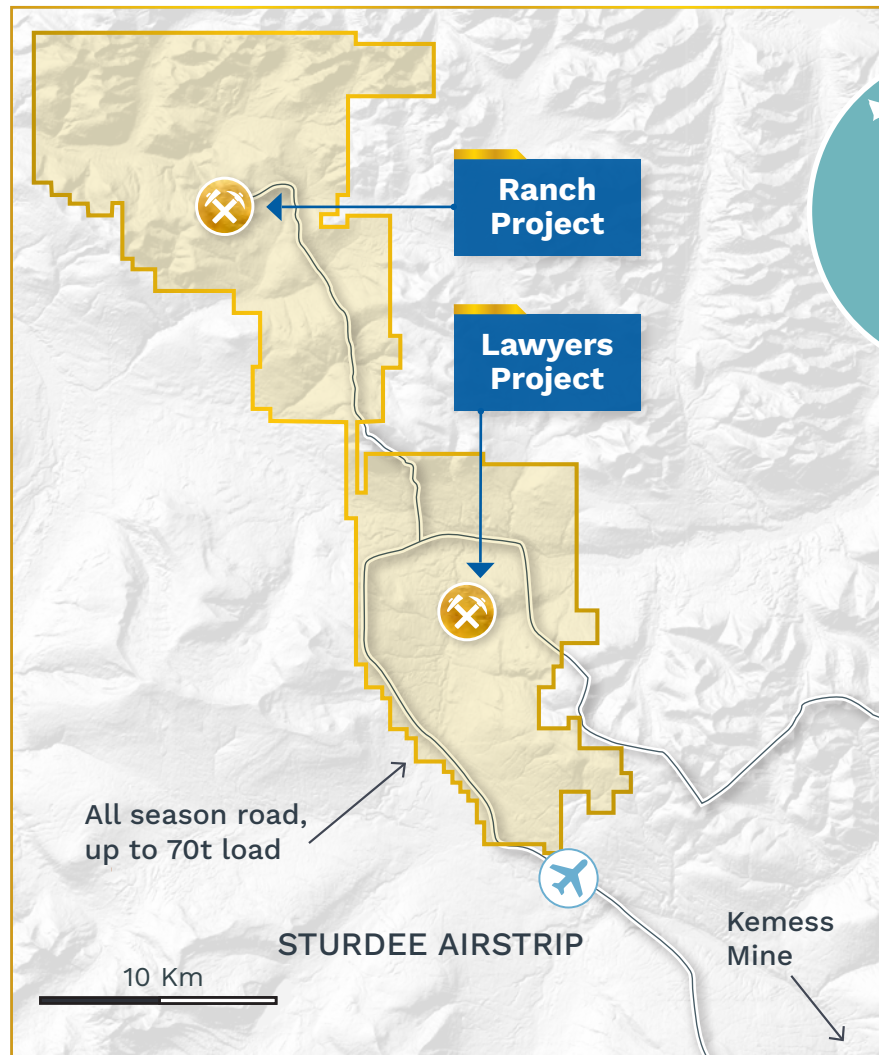 Ranch
Project
Lawyers
Project
All season road,
up to 70t load
STURDEE AIRSTRIP
Kemess
Mine
10 Km